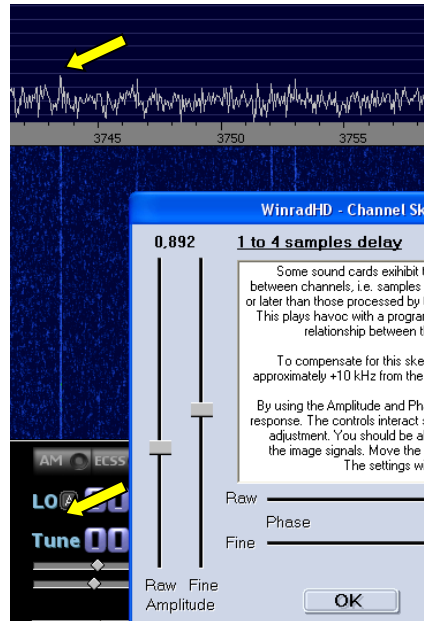 3745 3750 3755
WinradHD - Channel Sk
0,892 1 to 4 samples delay
Some sound cards exihibit
between channels, i.e. samples
or later than those processed by
This plays havoc with a program
relationship between
To compensate for this ske
approximately +10 kHz from the
By using the Amplitude and Pha
response. The controls interact
adjustment. You should be a
the image signals. Move the
The settings wi
AM ECSS
LO A
Tune
Raw
Phase
Fine
Raw Fine
Amplitude
OK